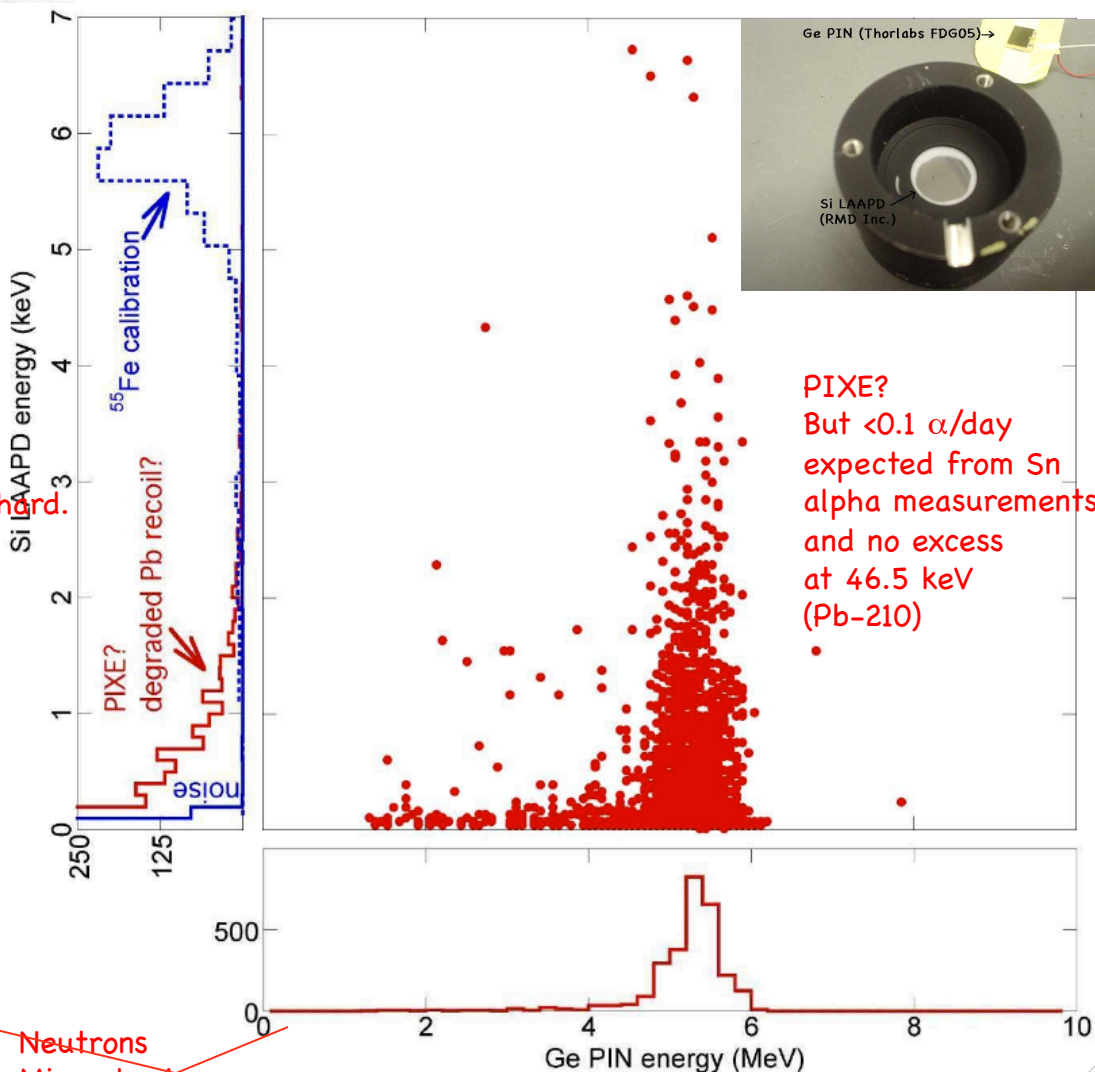 7
6
5
4
3
2
1
0
Si LAAPD energy (keV)
250
125
⁵⁵Fe calibration
PIXE?
degraded Pb recoil?
noise
hard.
Ge PIN (Thorlabs FDG05)→
Si LAAPD
(RMD Inc.)
PIXE?
But <0.1 α/day
expected from Sn
alpha measurements
and no excess
at 46.5 keV
(Pb-210)
500
0
0
2
4
6
8
10
Ge PIN energy (MeV)
Neutrons